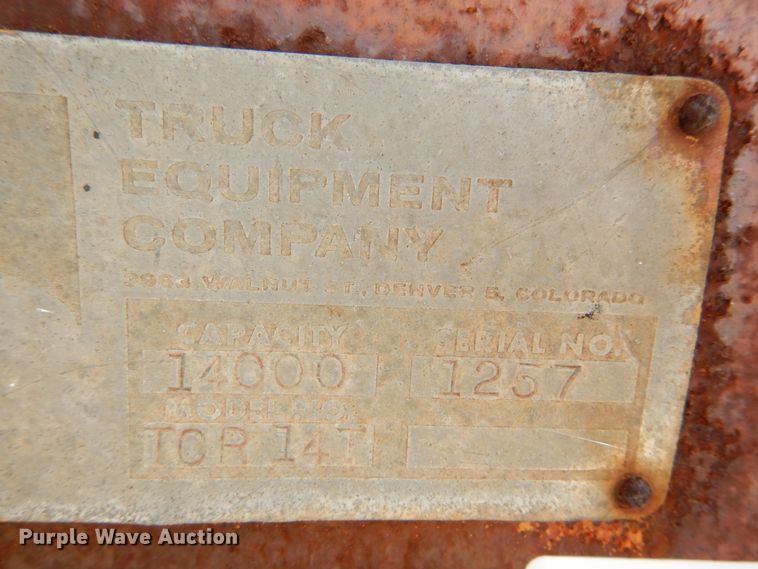 TRUCK
EQUIPMENT
COMPANY
2963 WALNUT ST., DENVER 5, COLORADO
CAPACITY SERIAL NO.
14000 1257
MODEL NO.
TCR 14T
Purple Wave Auction